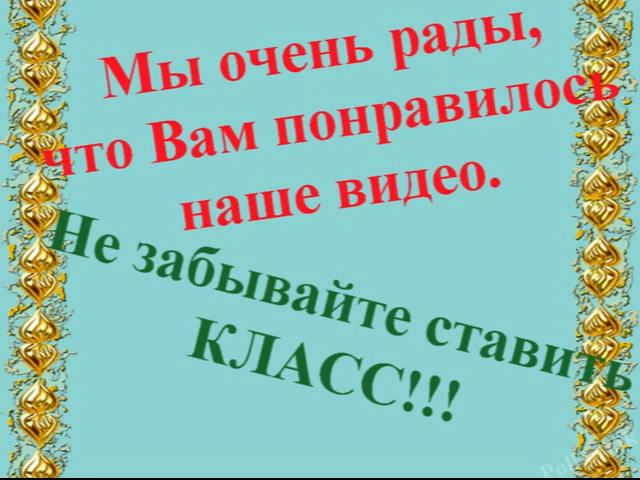 Мы очень рады,
что Вам понравилось
наше видео.
Не забывайте ставить
КЛАСС!!!